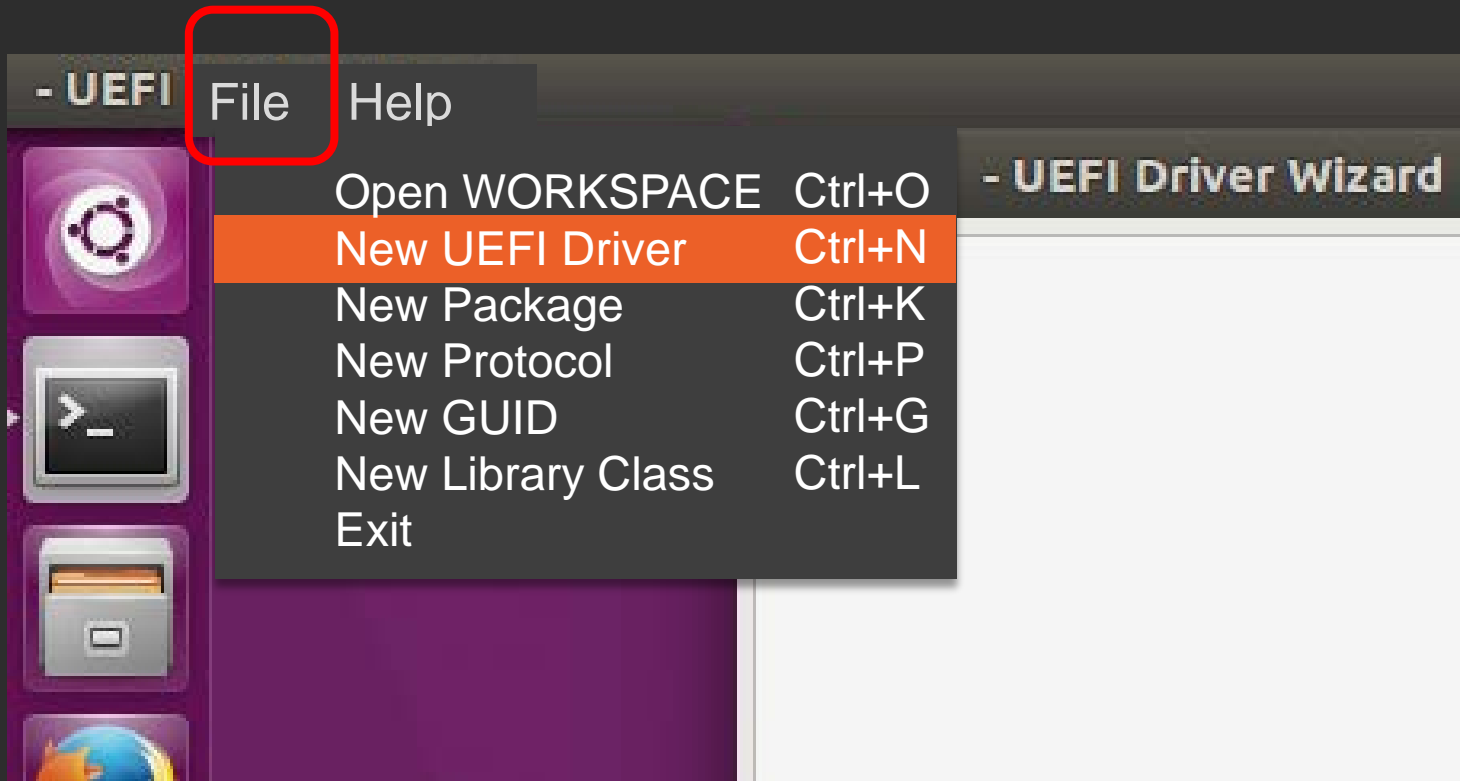 - UEFI File Help
- UEFI Driver Wizard
Open WORKSPACE Ctrl+O
New UEFI Driver Ctrl+N
New Package Ctrl+K
New Protocol Ctrl+P
New GUID Ctrl+G
New Library Class Ctrl+L
Exit
>_